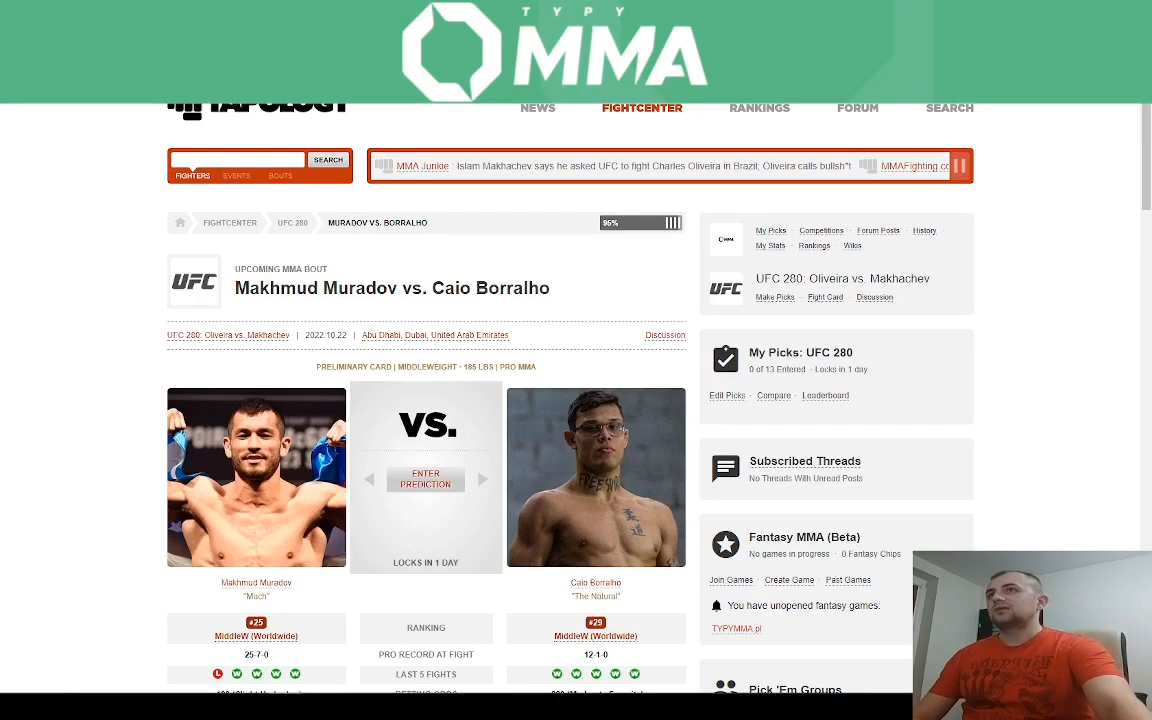 TYPY
MMA
TAPOLOGY
NEWS
FIGHTCENTER
RANKINGS
FORUM
SEARCH
SEARCH
FIGHTERS
EVENTS
BOUTS
MMA Junkie : Islam Makhachev says he asked UFC to fight Charles Oliveira in Brazil; Oliveira calls bullsh*t
MMAFighting.co
FIGHTCENTER
UFC 280
MURADOV VS. BORRALHO
95%
UFC
UPCOMING MMA BOUT
Makhmud Muradov vs. Caio Borralho
UFC 280: Oliveira vs. Makhachev | 2022.10.22 | Abu Dhabi, Dubai, United Arab Emirates
Discussion
PRELIMINARY CARD | MIDDLEWEIGHT · 185 LBS | PRO MMA
VS.
ENTER
PREDICTION
LOCKS IN 1 DAY
FREESTYLE
柔
道
Makhmud Muradov
"Mach"
Caio Borralho
"The Natural"
#25
MiddleW (Worldwide)
RANKING
#29
MiddleW (Worldwide)
25-7-0
PRO RECORD AT FIGHT
12-1-0
L W W W W
LAST 5 FIGHTS
W W W W W
MMA
My Picks · Competitions · Forum Posts · History ·
My Stats · Rankings · Wikis
UFC
UFC 280: Oliveira vs. Makhachev
Make Picks · Fight Card · Discussion
My Picks: UFC 280
0 of 13 Entered · Locks in 1 day
Edit Picks · Compare · Leaderboard
Subscribed Threads
No Threads With Unread Posts
Fantasy MMA (Beta)
No games in progress · 0 Fantasy Chips
Join Games · Create Game · Past Games
You have unopened fantasy games:
TYPYMMA.pl
Pick 'Em Groups